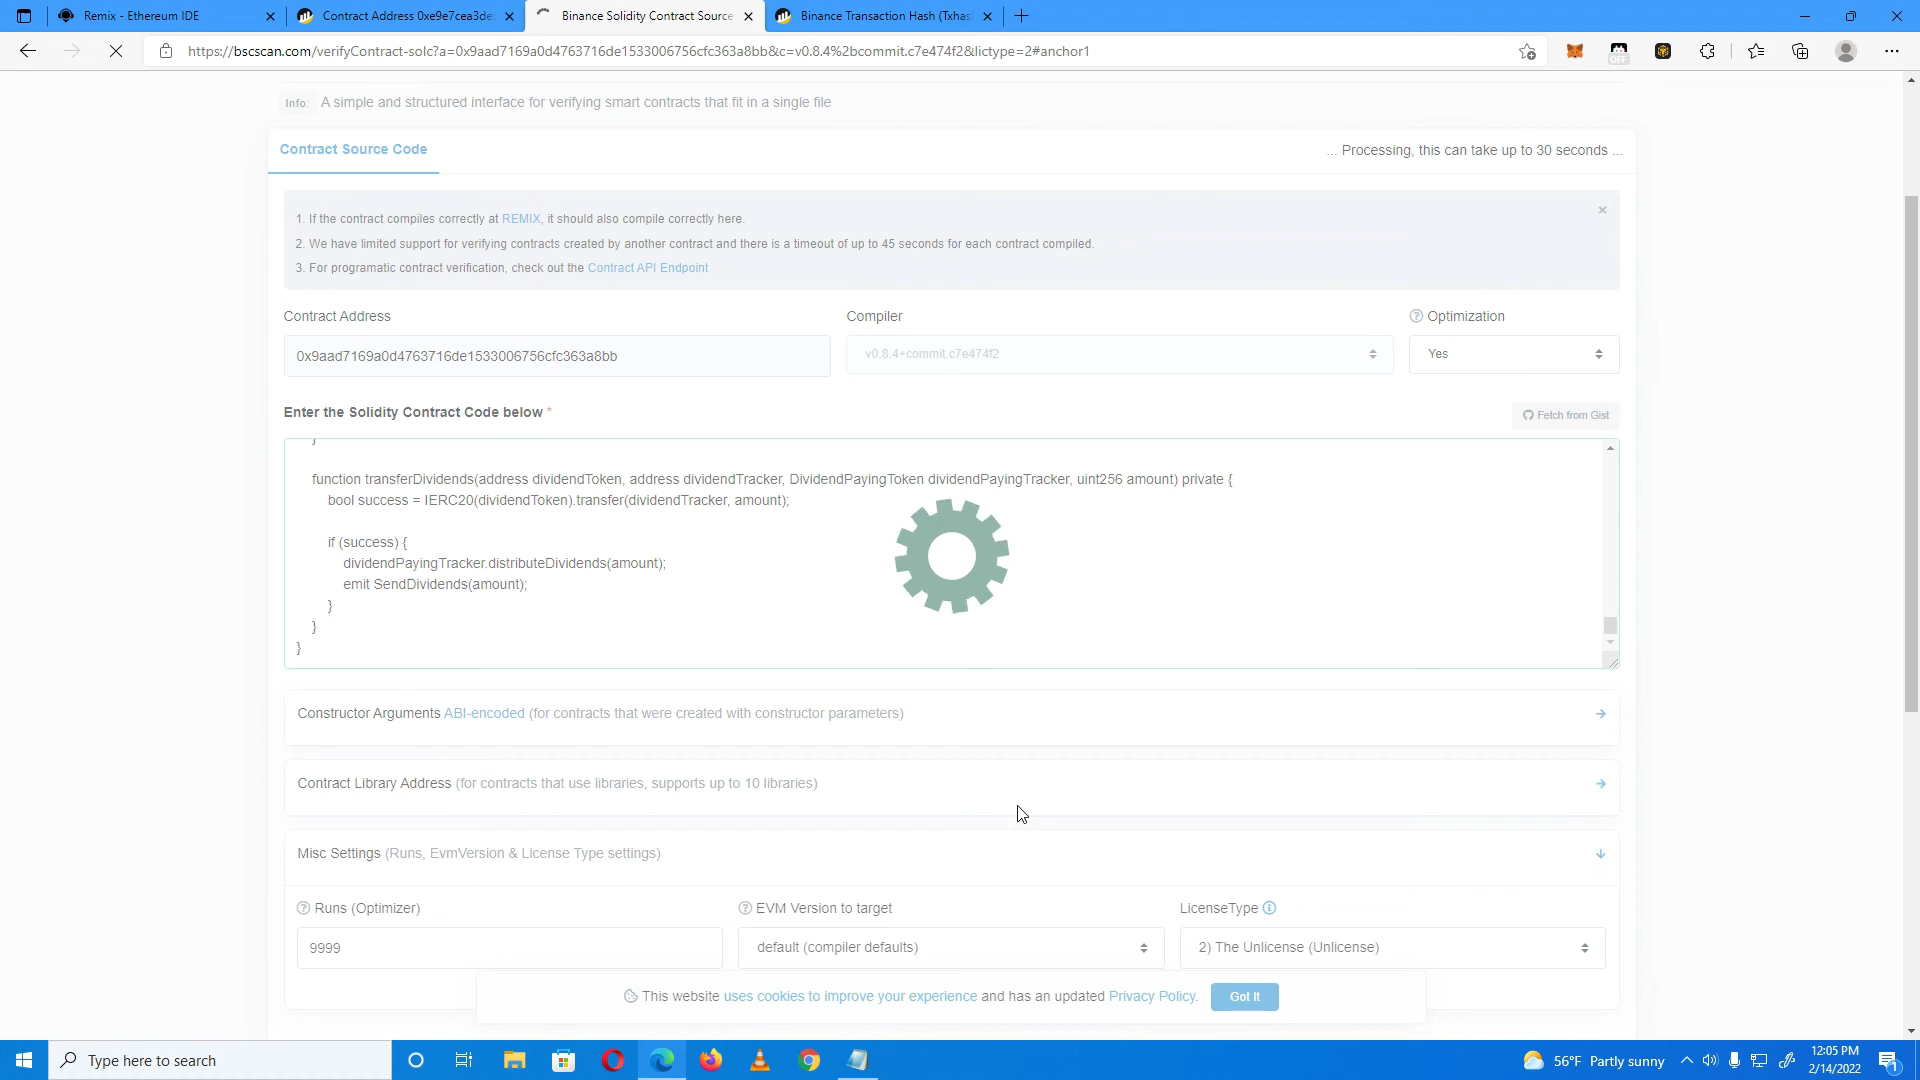 Remix - Ethereum IDE
Contract Address 0xe9e7cea3de
Binance Solidity Contract Source
Binance Transaction Hash (Txhas
https://bscscan.com/verifyContract-solc?a=0x9aad7169a0d4763716de1533006756cfc363a8bb&c=v0.8.4%2bcommit.c7e474f2&lictype=2#anchor1
OFF
Info: A simple and structured interface for verifying smart contracts that fit in a single file
Contract Source Code
... Processing, this can take up to 30 seconds ...
1. If the contract compiles correctly at REMIX, it should also compile correctly here.
2. We have limited support for verifying contracts created by another contract and there is a timeout of up to 45 seconds for each contract compiled.
3. For programatic contract verification, check out the Contract API Endpoint
Contract Address
Compiler
Optimization
0x9aad7169a0d4763716de1533006756cfc363a8bb
v0.8.4+commit.c7e474f2
Yes
Enter the Solidity Contract Code below *
Fetch from Gist
}
function transferDividends(address dividendToken, address dividendTracker, DividendPayingToken dividendPayingTracker, uint256 amount) private {
bool success = IERC20(dividendToken).transfer(dividendTracker, amount);
if (success) {
dividendPayingTracker.distributeDividends(amount);
emit SendDividends(amount);
}
}
}
Constructor Arguments ABI-encoded (for contracts that were created with constructor parameters)
Contract Library Address (for contracts that use libraries, supports up to 10 libraries)
Misc Settings (Runs, EvmVersion & License Type settings)
Runs (Optimizer)
EVM Version to target
LicenseType
9999
default (compiler defaults)
2) The Unlicense (Unlicense)
This website uses cookies to improve your experience and has an updated Privacy Policy.
Got It
Type here to search
56°F Partly sunny
12:05 PM
2/14/2022
1